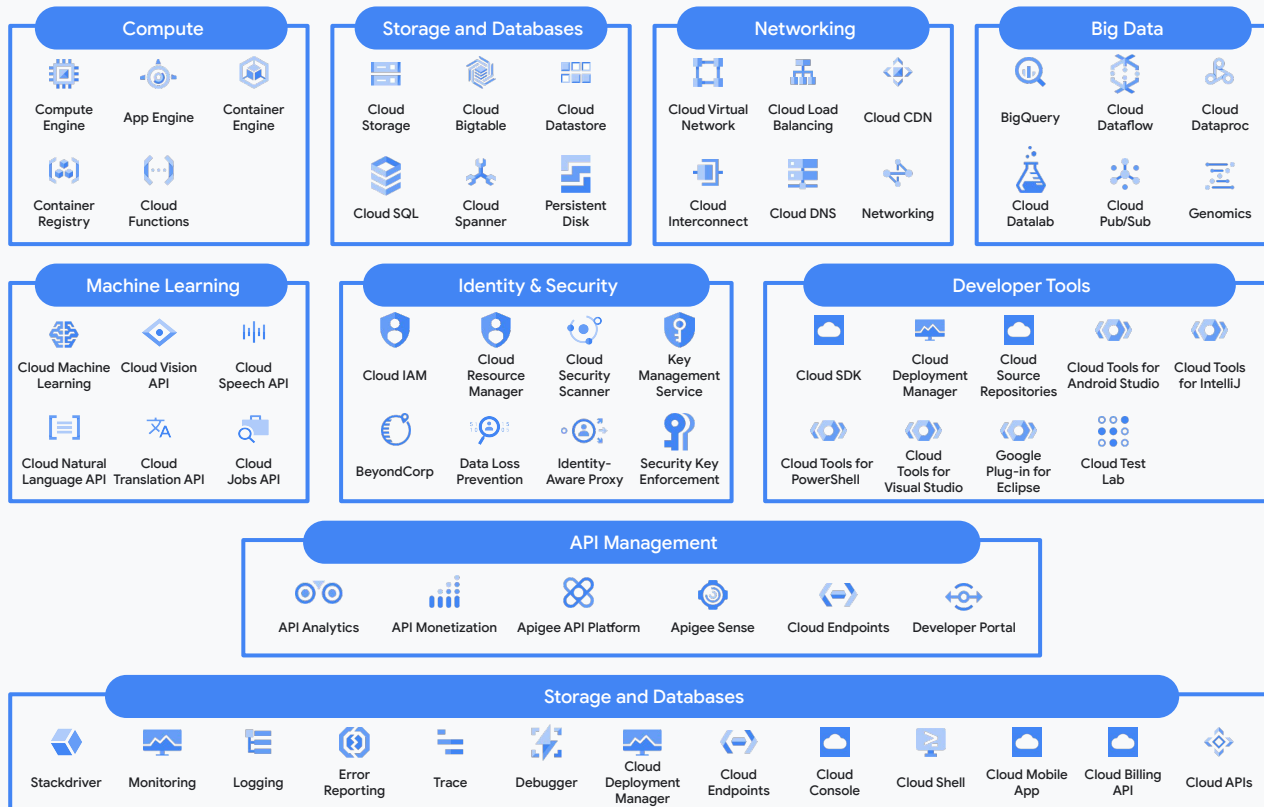 Compute
Compute
Engine
App Engine
Container
Engine
Container
Registry
Cloud
Functions
Storage and Databases
Cloud
Storage
Cloud
Bigtable
Cloud
Datastore
Cloud SQL
Cloud
Spanner
Persistent
Disk
Networking
Cloud Virtual
Network
Cloud Load
Balancing
Cloud CDN
Cloud
Interconnect
Cloud DNS
Networking
Big Data
BigQuery
Cloud
Dataflow
Cloud
Dataproc
Cloud
Datalab
Cloud
Pub/Sub
Genomics
Machine Learning
Cloud Machine
Learning
Cloud Vision
API
Cloud
Speech API
Cloud Natural
Language API
Cloud
Translation API
Cloud
Jobs API
Identity & Security
Cloud IAM
Cloud
Resource
Manager
Cloud
Security
Scanner
Key
Management
Service
BeyondCorp
Data Loss
Prevention
Identity-
Aware Proxy
Security Key
Enforcement
Developer Tools
Cloud SDK
Cloud
Deployment
Manager
Cloud
Source
Repositories
Cloud Tools for
Android Studio
Cloud Tools
for IntelliJ
Cloud Tools for
PowerShell
Cloud
Tools for
Visual Studio
Google
Plug-in for
Eclipse
Cloud Test
Lab
API Management
API Analytics
API Monetization
Apigee API Platform
Apigee Sense
Cloud Endpoints
Developer Portal
Storage and Databases
Stackdriver
Monitoring
Logging
Error
Reporting
Trace
Debugger
Cloud
Deployment
Manager
Cloud
Endpoints
Cloud
Console
Cloud Shell
Cloud Mobile
App
Cloud Billing
API
Cloud APIs